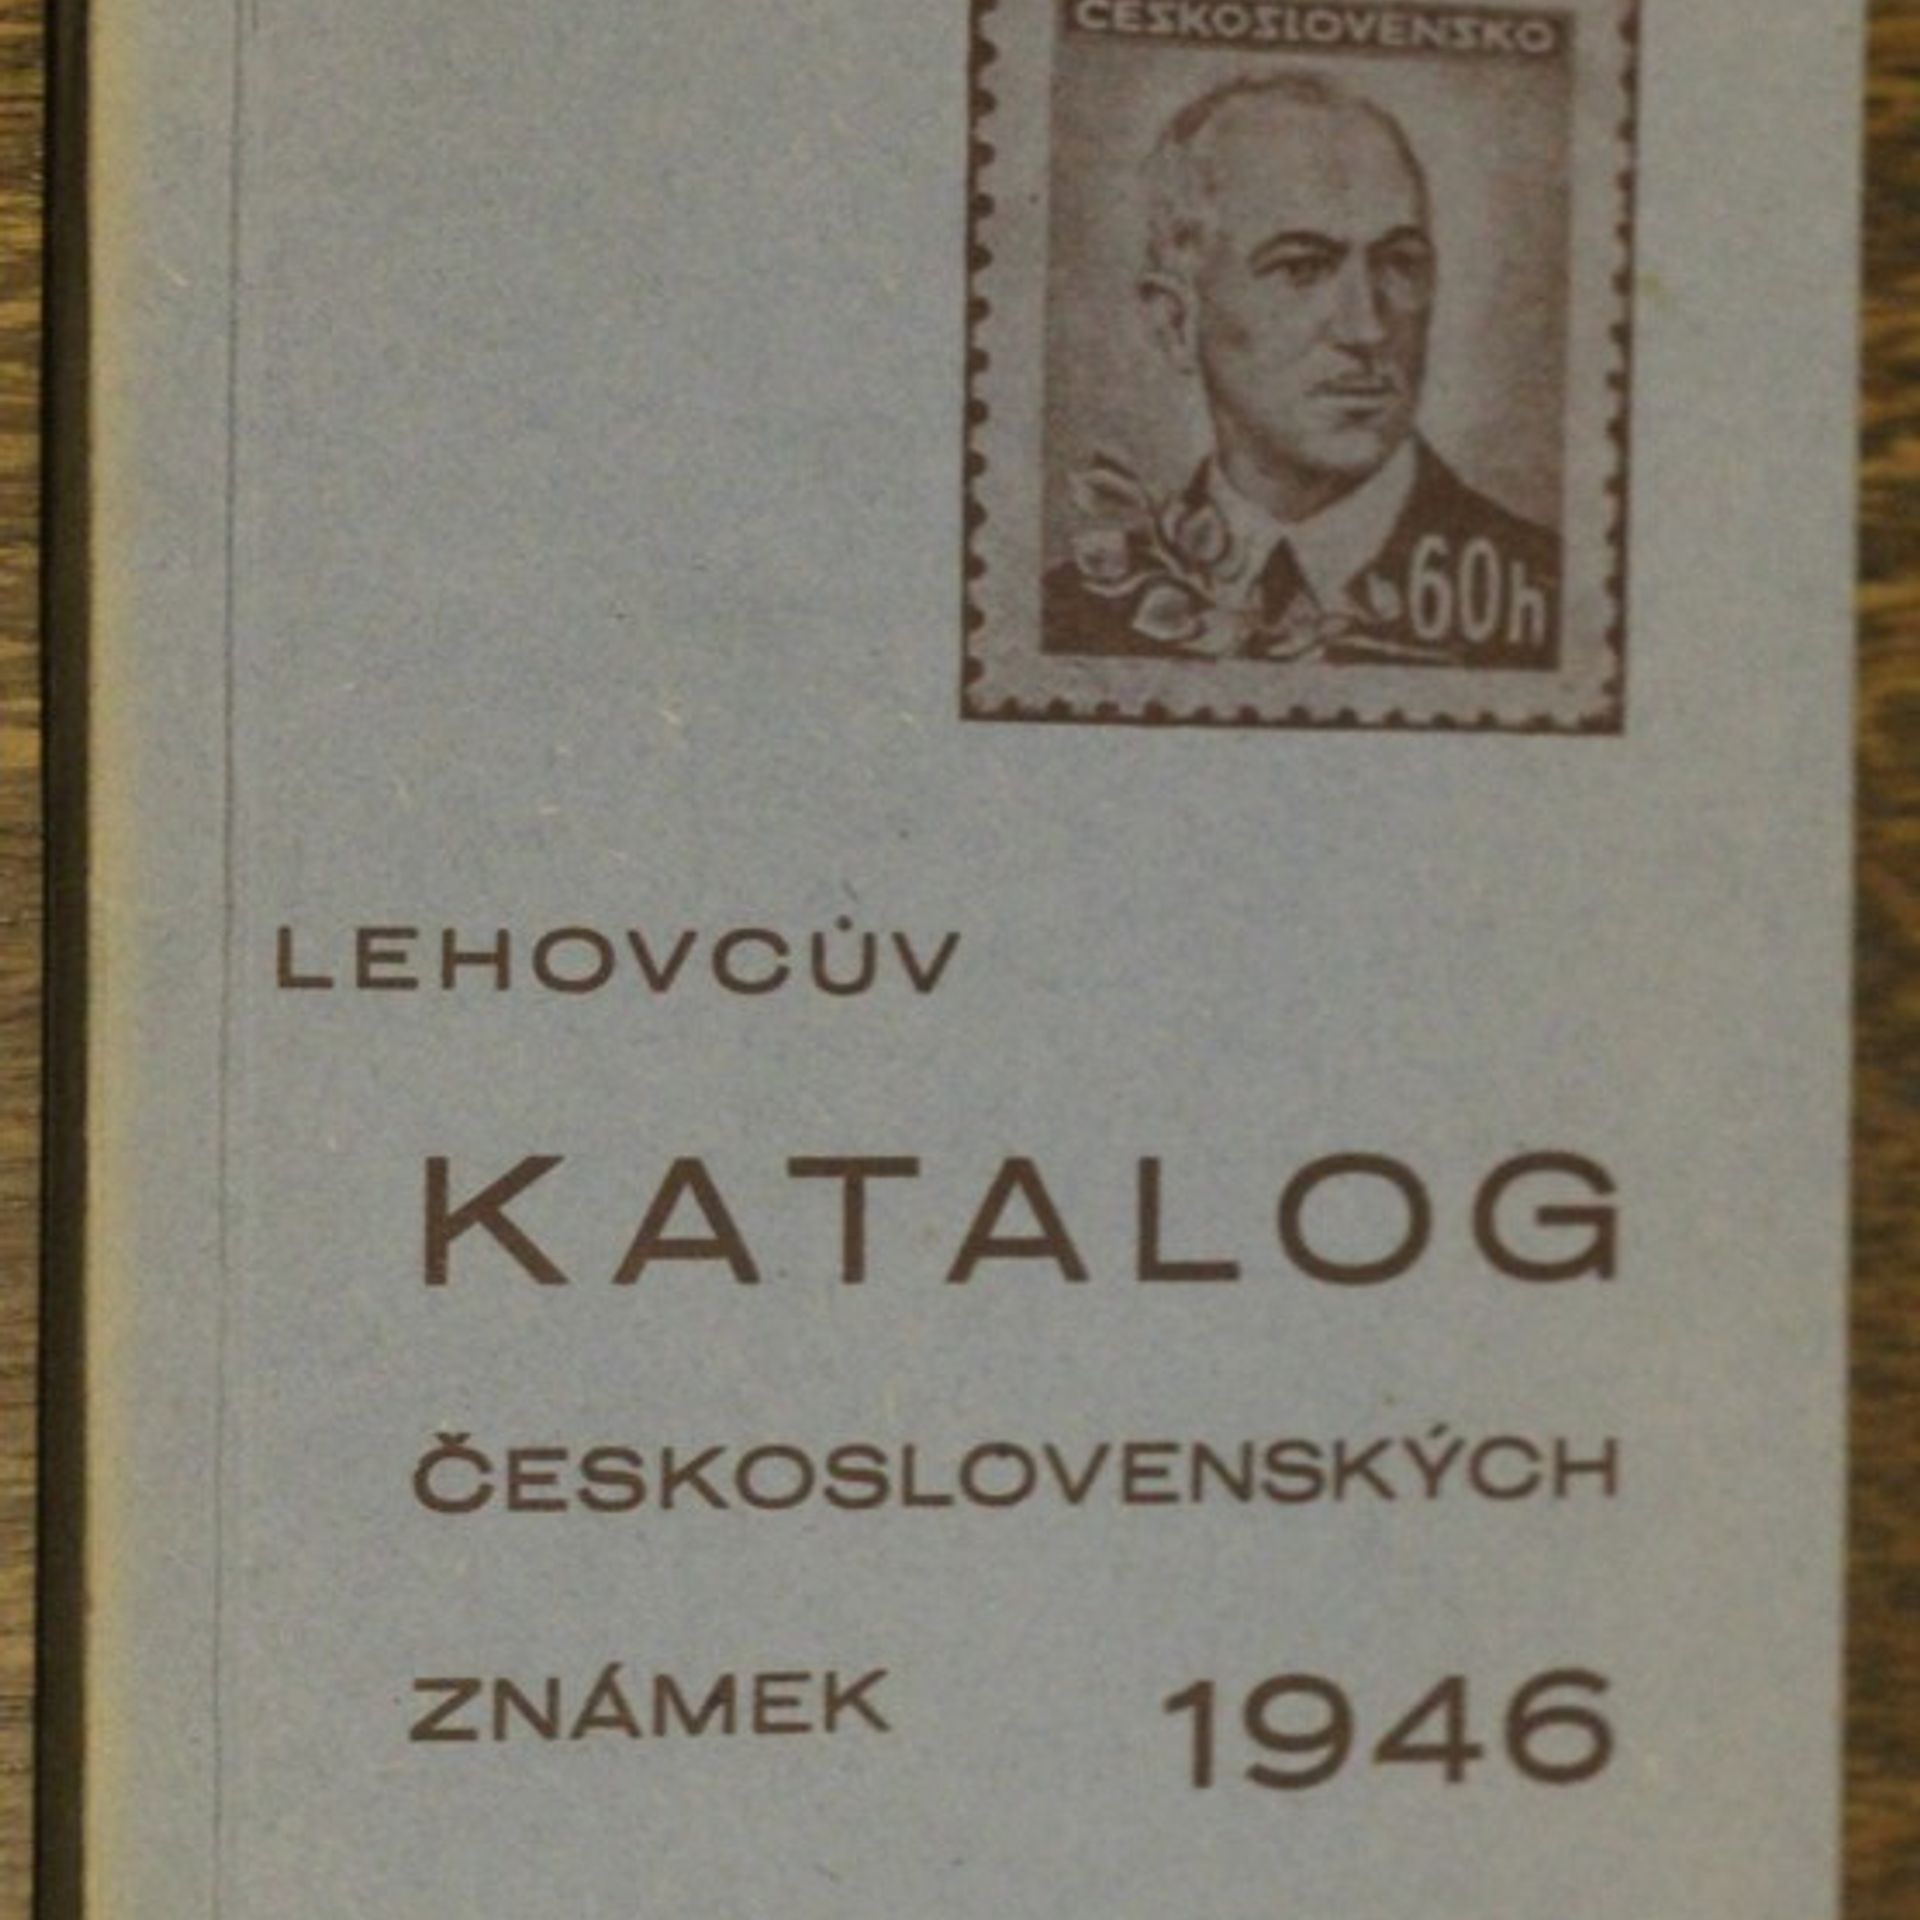 ČESKOSLOVENSKO
60h
LEHOVCŮV
KATALOG
ČESKOSLOVENSKÝCH
ZNÁMEK 1946